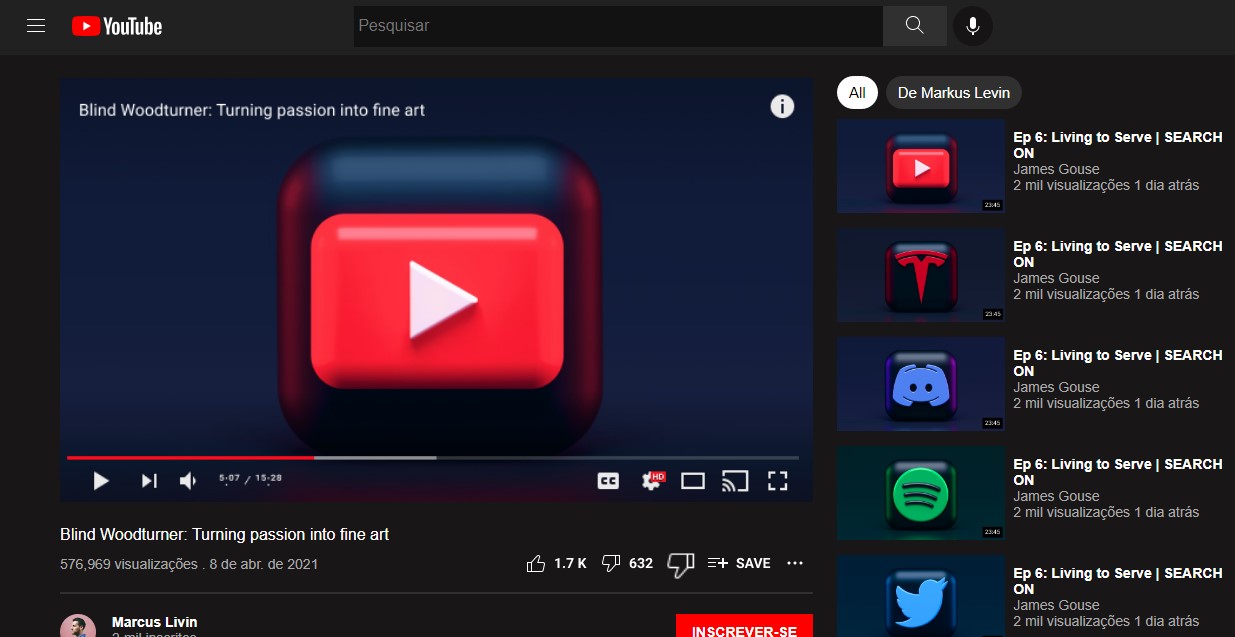 YouTube
Pesquisar
Blind Woodturner: Turning passion into fine art
5:07 / 15:28
CC
HD
Blind Woodturner: Turning passion into fine art
576,969 visualizações . 8 de abr. de 2021
1.7 K
632
SAVE
Marcus Livin
2 mil inscritos
INSCREVER-SE
All
De Markus Levin
Ep 6: Living to Serve | SEARCH
ON
James Gouse
2 mil visualizações 1 dia atrás
23:45
Ep 6: Living to Serve | SEARCH
ON
James Gouse
2 mil visualizações 1 dia atrás
23:45
Ep 6: Living to Serve | SEARCH
ON
James Gouse
2 mil visualizações 1 dia atrás
23:45
Ep 6: Living to Serve | SEARCH
ON
James Gouse
2 mil visualizações 1 dia atrás
23:45
Ep 6: Living to Serve | SEARCH
ON
James Gouse
2 mil visualizações 1 dia atrás